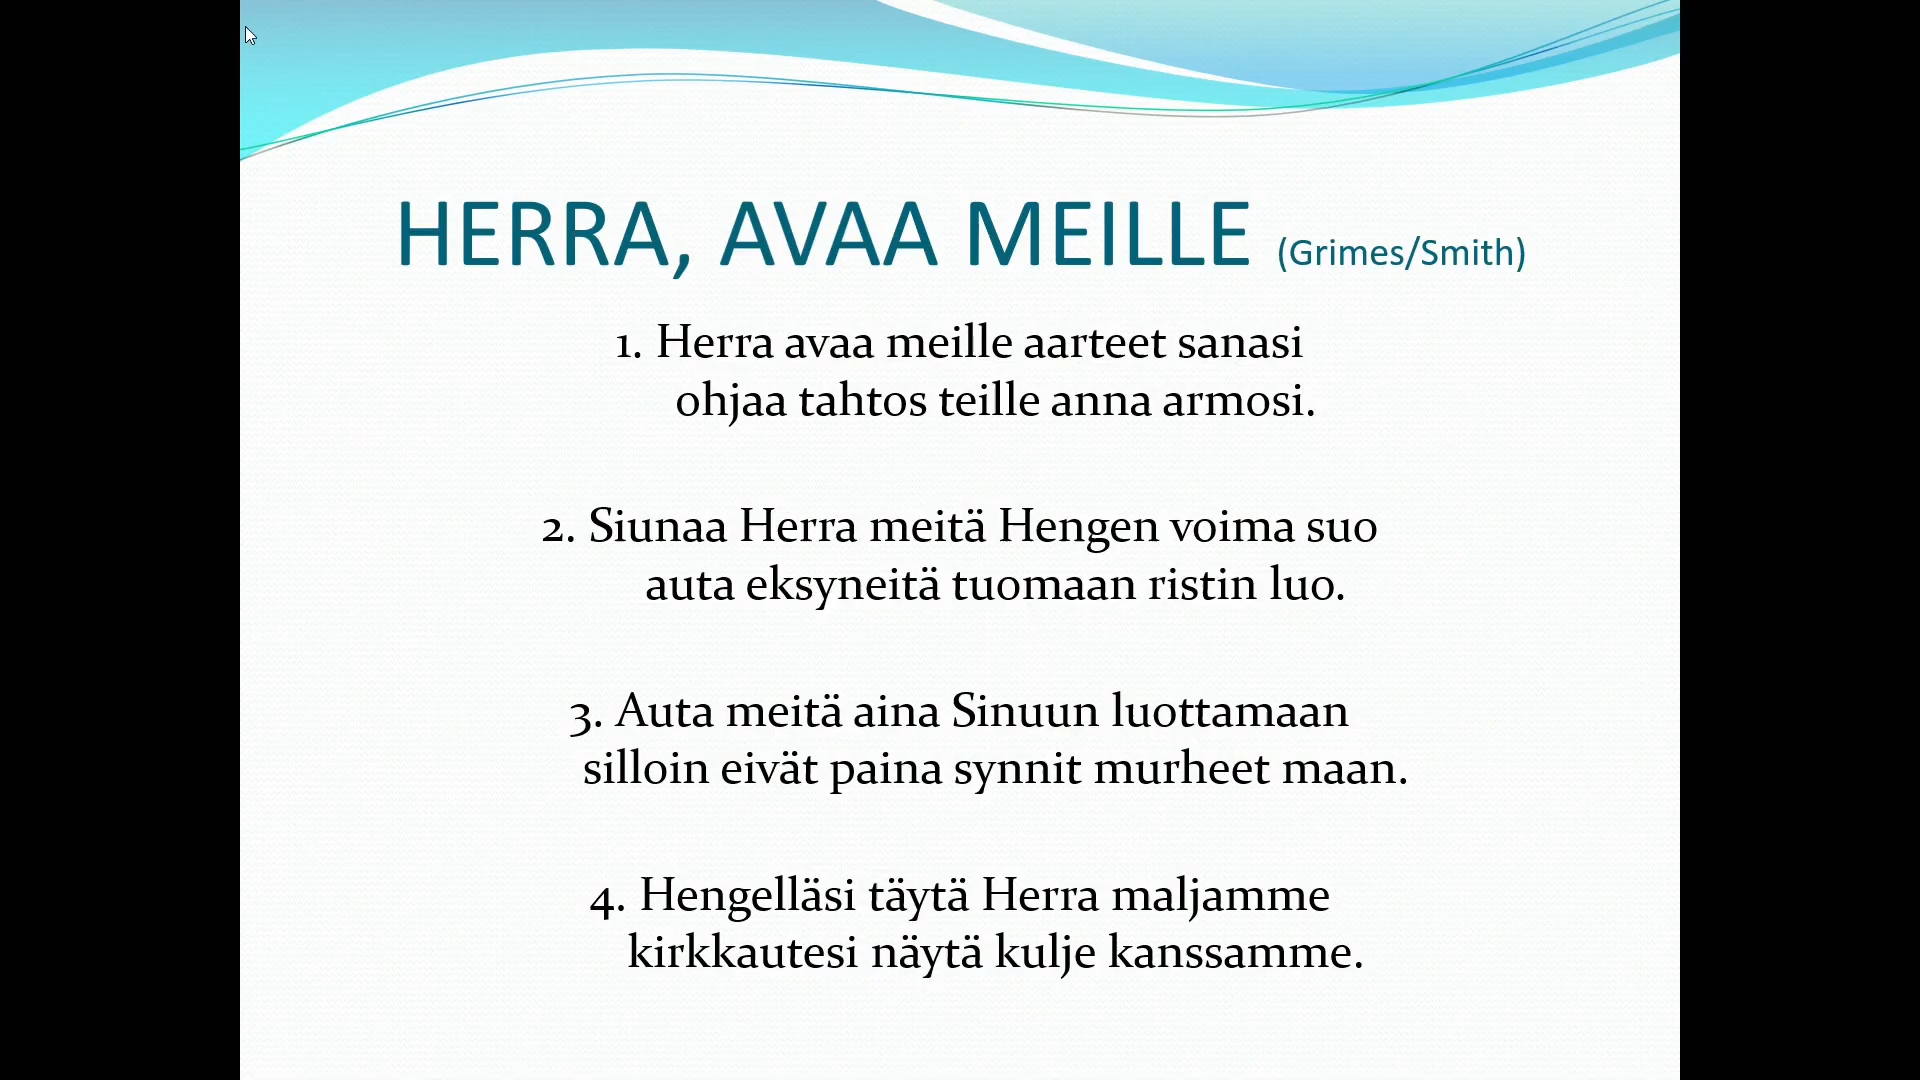 HERRA, AVAA MEILLE (Grimes/Smith)
1. Herra avaa meille aarteet sanasi
ohjaa tahtos teille anna armosi.
2. Siunaa Herra meitä Hengen voima suo
auta eksyneitä tuomaan ristin luo.
3. Auta meitä aina Sinuun luottamaan
silloin eivät paina synnit murheet maan.
4. Hengelläsi täytä Herra maljamme
kirkkautesi näytä kulje kanssamme.